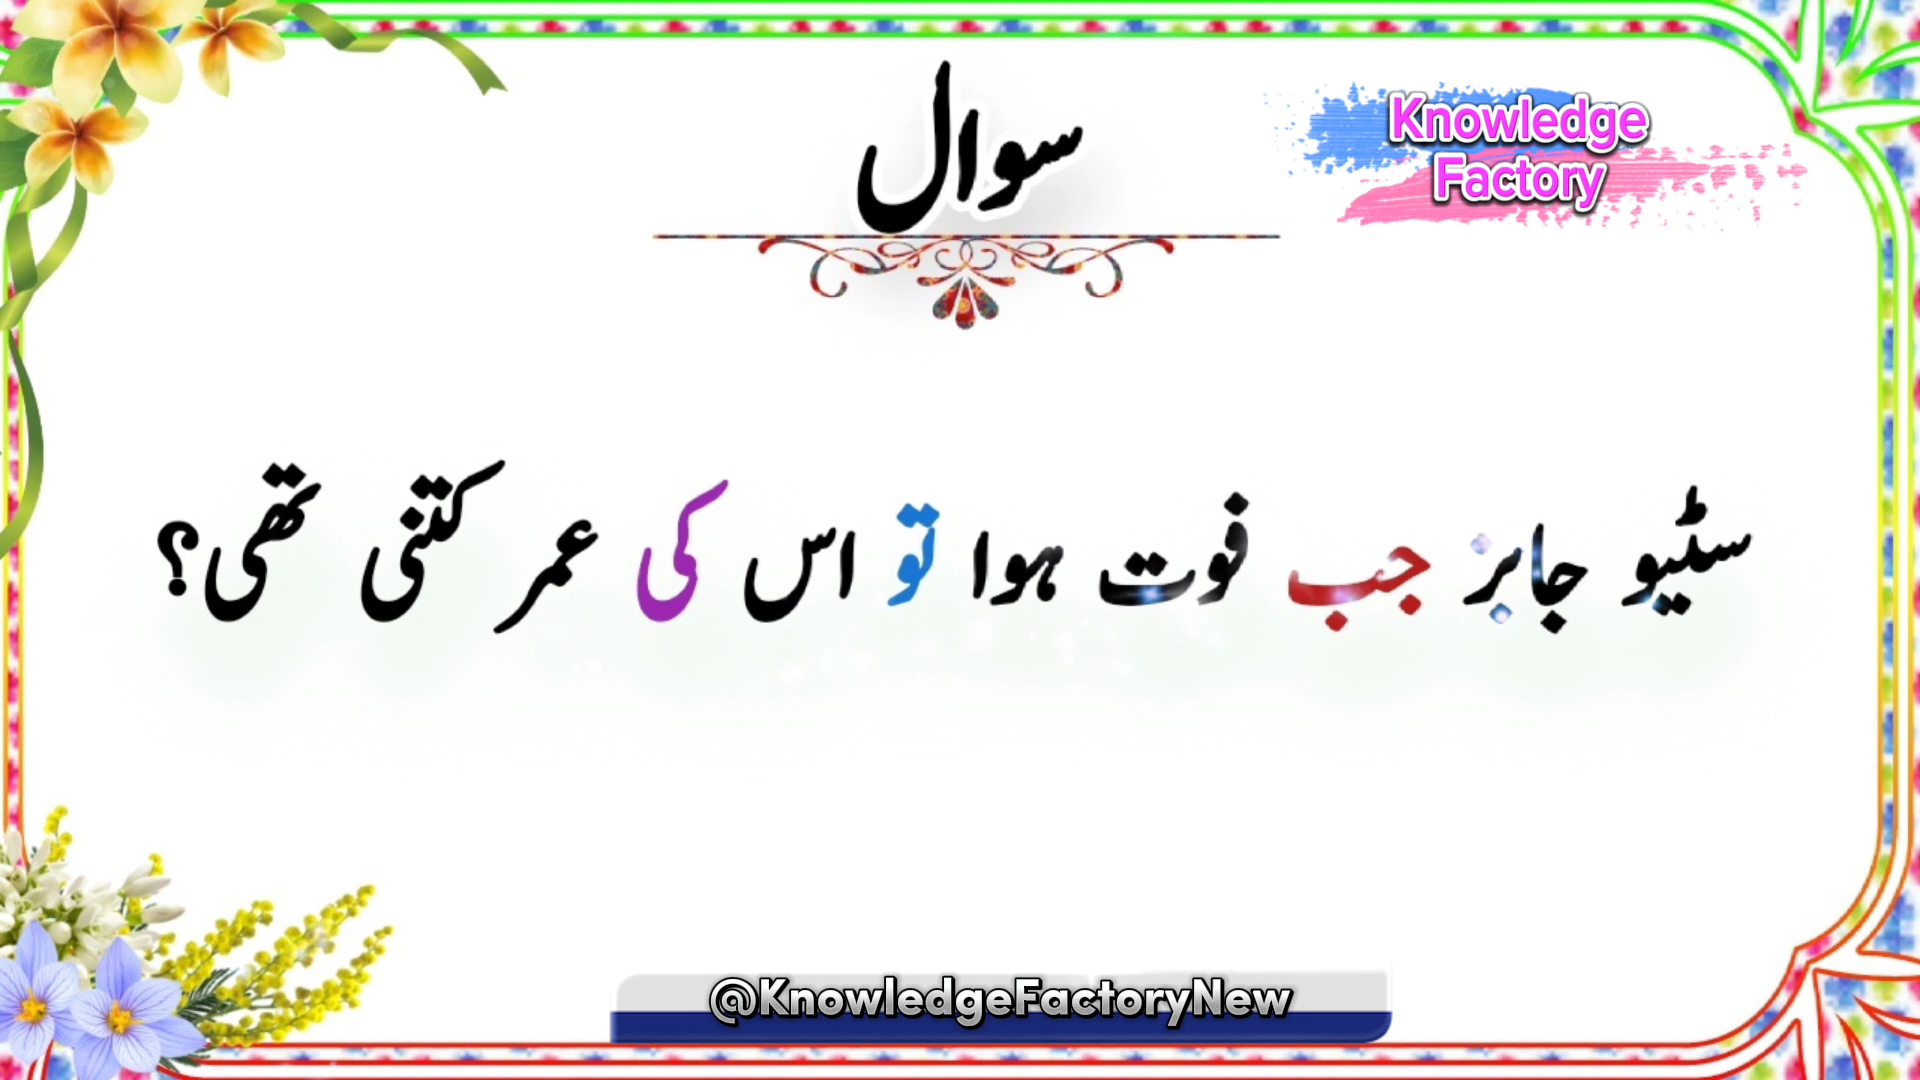 سوال
Knowledge
Factory
سٹیو جابز جب فوت ہوا تو اس کی عمر کتنی تھی؟
@KnowledgeFactoryNew